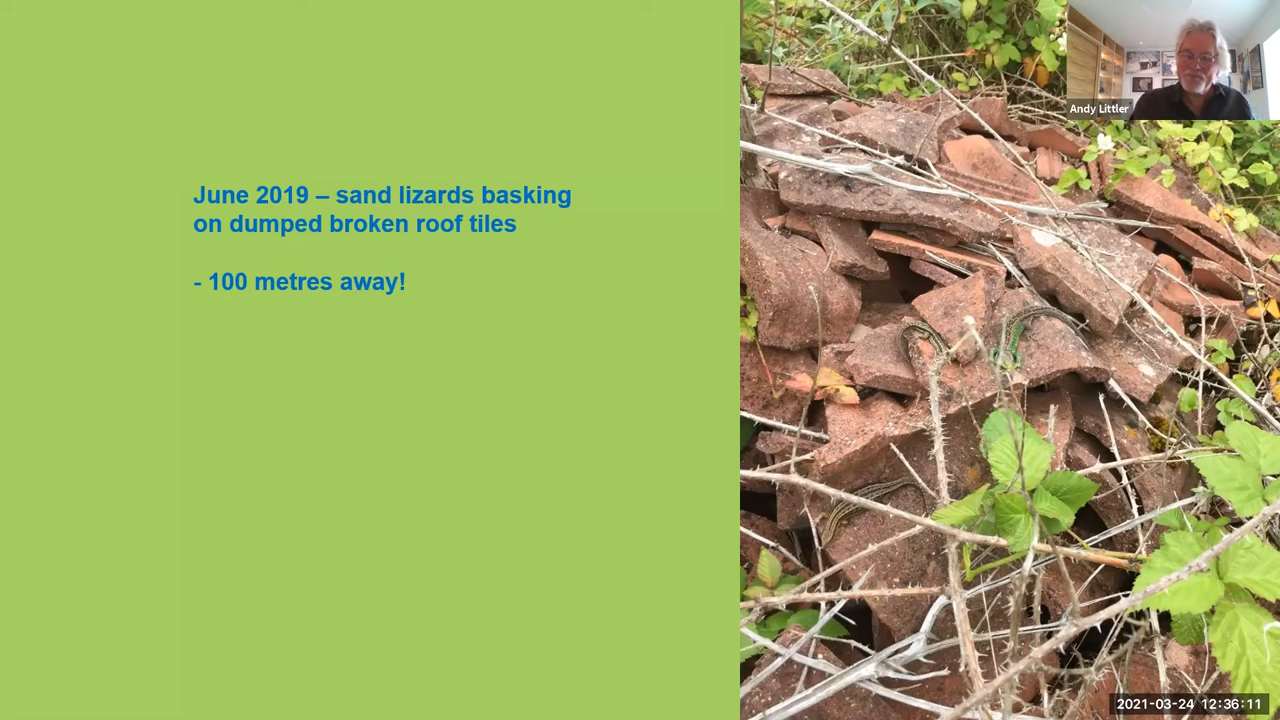 June 2019 – sand lizards basking
on dumped broken roof tiles
- 100 metres away!
Andy Littler
2021-03-24 12:36:11